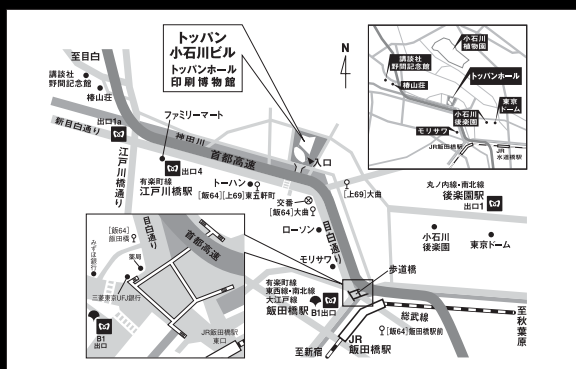 至目白
講談社
野間記念館
椿山荘
新目白通り
出口1a
江戸川橋通り
ファミリーマート
神田川
首都高速
出口4
有楽町線
江戸川橋駅
トッパン
小石川ビル
トッパンホール
印刷博物館
N
入口
トーハン
[飯64][上69]東五軒町
交番
[飯64]大曲
[上69]大曲
ローソン
目白通り
モリサワ
歩道橋
丸ノ内線・南北線
後楽園駅
出口1
小石川
後楽園
東京ドーム
有楽町線
東西線・南北線
大江戸線
飯田橋駅
B1出口
総武線
至秋葉原
[飯64]飯田橋駅前
JR
飯田橋駅
至新宿
小石川
植物園
講談社
野間記念館
椿山荘
トッパンホール
小石川
後楽園
東京
ドーム
モリサワ
JR飯田橋駅
JR
水道橋駅
目白通り
首都高速
[飯64]
飯田橋
みずほ銀行
薬局
三菱東京UFJ銀行
B1
出口
JR飯田橋駅
東口